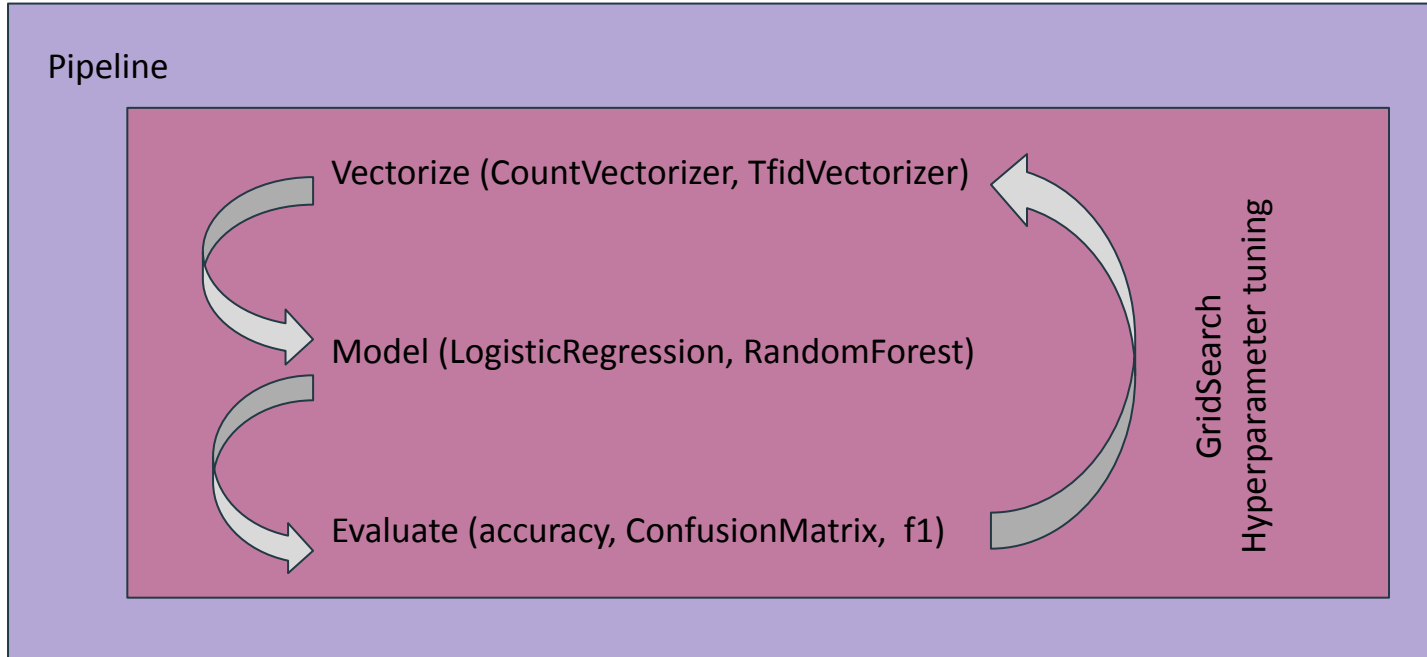 Pipeline
Vectorize (CountVectorizer, TfidVectorizer)
Model (LogisticRegression, RandomForest)
Evaluate (accuracy, ConfusionMatrix,  f1)
GridSearch
Hyperparameter tuning